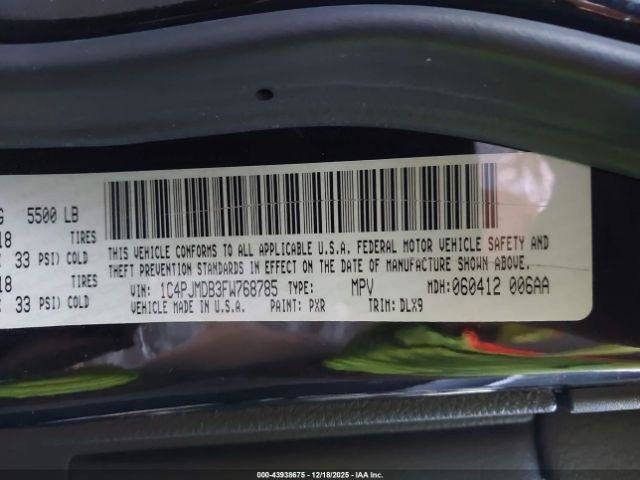 G 5500 LB
18 TIRES
33 PSI) COLD
18 TIRES
33 PSI) COLD
THIS VEHICLE CONFORMS TO ALL APPLICABLE U.S.A. FEDERAL MOTOR VEHICLE SAFETY AND
THEFT PREVENTION STANDARDS IN EFFECT ON THE DATE OF MANUFACTURE SHOWN ABOVE.
VIN: 1C4PJMDB3FW768785 TYPE: MPV MDH: 060412 006AA
VEHICLE MADE IN U.S.A. PAINT: PXR TRIM: DLX9
000-43938675 - 12/18/2025 - IAA Inc.